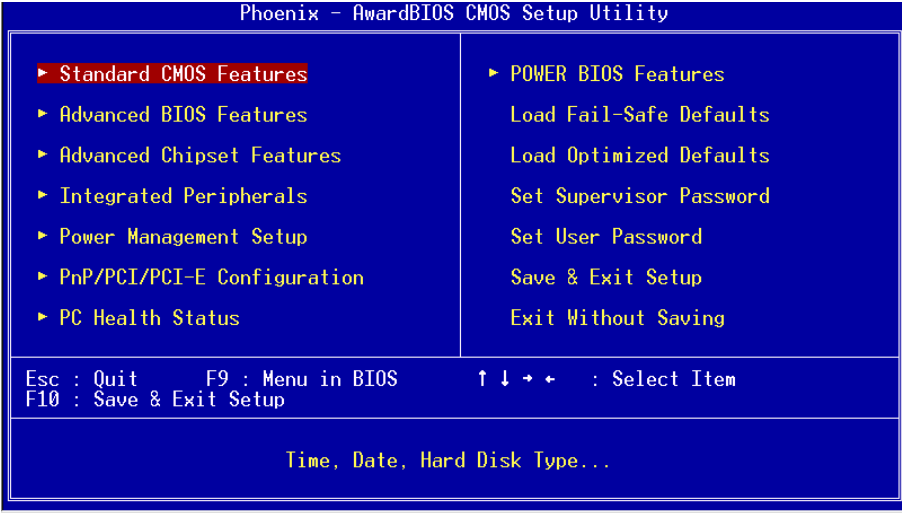 Phoenix - AwardBIOS CMOS Setup Utility
► Standard CMOS Features
► Advanced BIOS Features
► Advanced Chipset Features
► Integrated Peripherals
► Power Management Setup
► PnP/PCI/PCI-E Configuration
► PC Health Status
► POWER BIOS Features
Load Fail-Safe Defaults
Load Optimized Defaults
Set Supervisor Password
Set User Password
Save & Exit Setup
Exit Without Saving
Esc : Quit F9 : Menu in BIOS ↑ ↓ → ← : Select Item
F10 : Save & Exit Setup
Time, Date, Hard Disk Type...